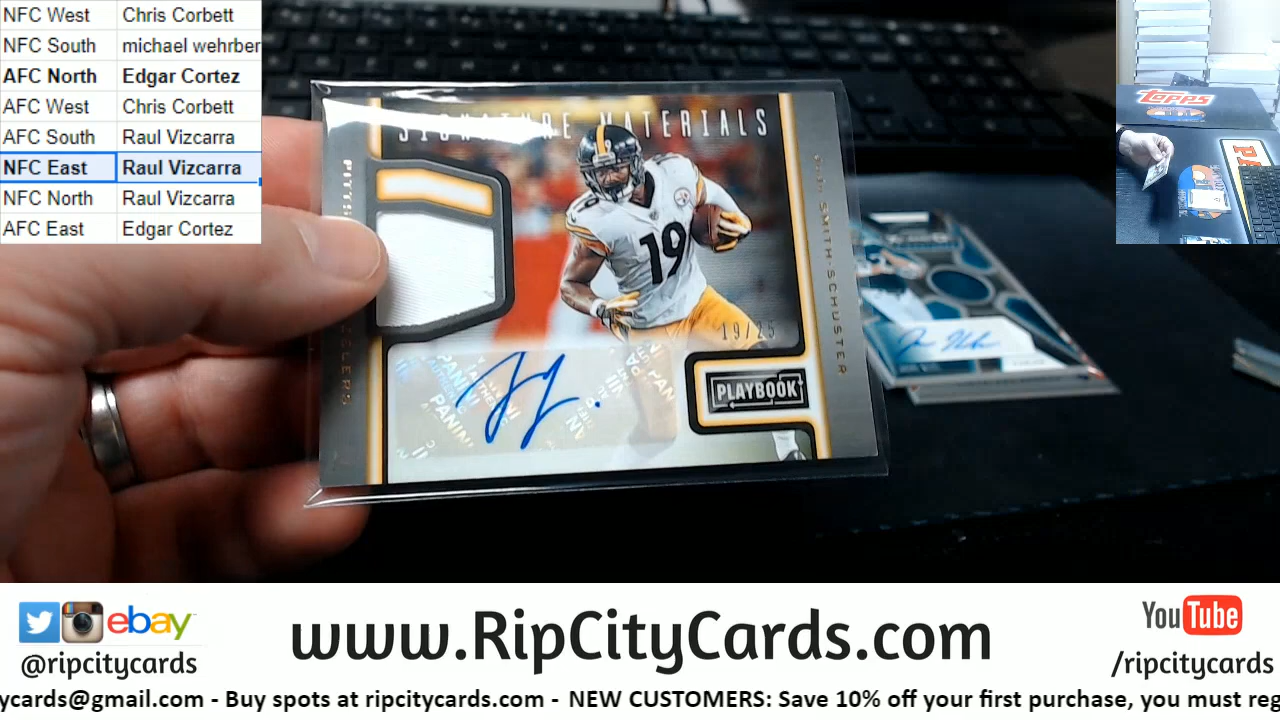 NFC West Chris Corbett
NFC South michael wehrber
AFC North Edgar Cortez
AFC West Chris Corbett
AFC South Raul Vizcarra
NFC East Raul Vizcarra
NFC North Raul Vizcarra
AFC East Edgar Cortez
Topps
SIGNATURE MATERIALS
SMITH-SCHUSTER
19
19/25
PLAYBOOK
PANINI
ebay
@ripcitycards
www.RipCityCards.com
YouTube
/ripcitycards
ycards@gmail.com - Buy spots at ripcitycards.com - NEW CUSTOMERS: Save 10% off your first purchase, you must reg